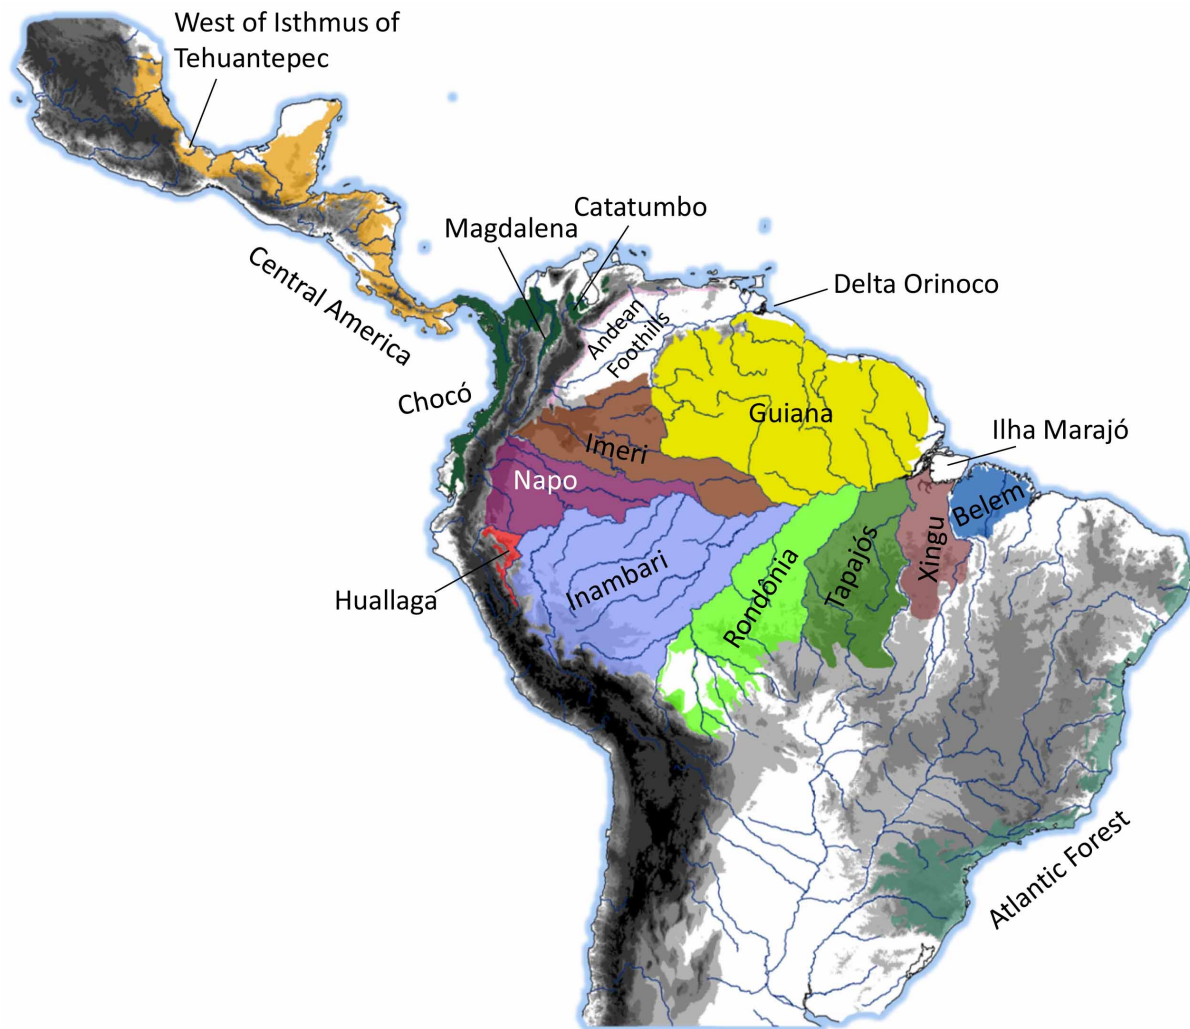 West of Isthmus of
Tehuantepec
Catatumbo
Magdalena
Central America
Delta Orinoco
Andean
Foothills
Chocó
Guiana
Ilha Marajó
Imeri
Napo
Belem
Xingu
Tapajós
Inambari
Rondônia
Huallaga
Atlantic Forest